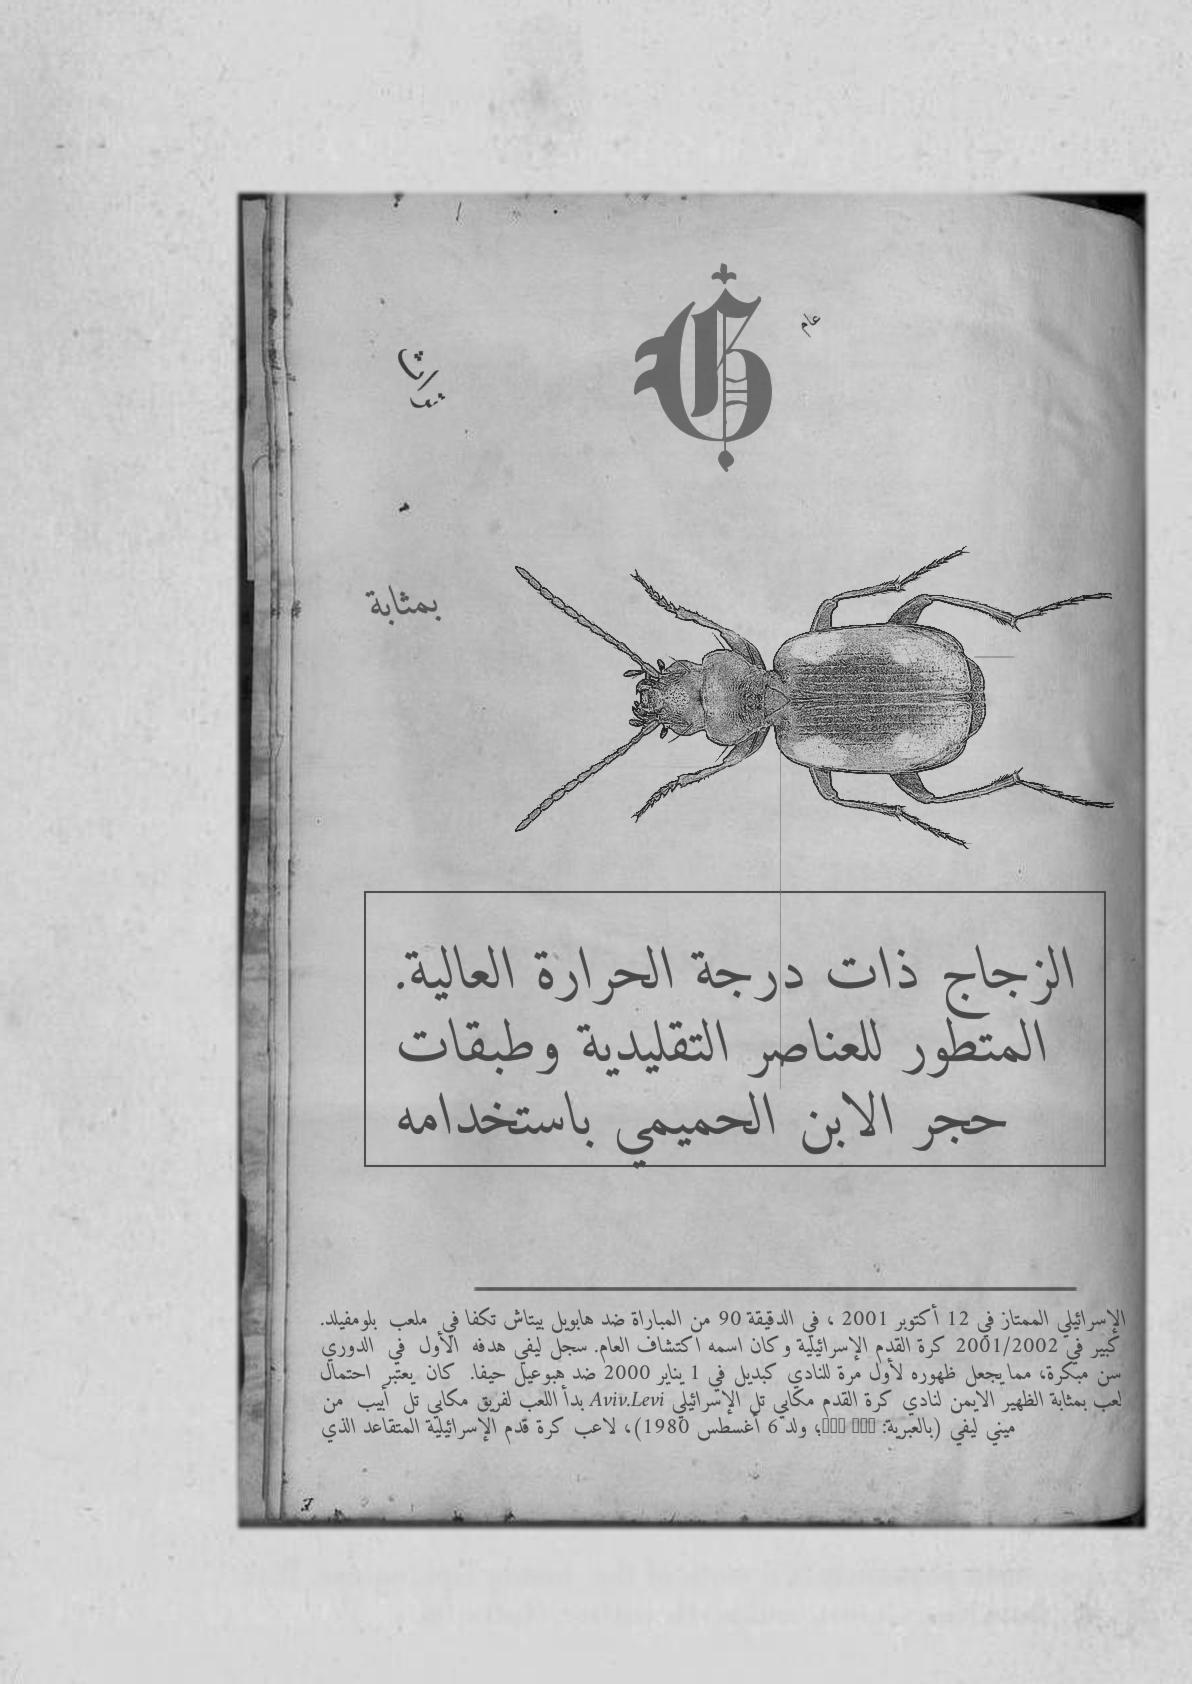 G
عام
بمثابة
الزجاج ذات درجة الحرارة العالية.
المتطور للعناصر التقليدية وطبقات
حجر الابن الحميمي باستخدامه
الإسرائيلي الممتاز في 12 أكتوبر 2001 ، في الدقيقة 90 من المباراة ضد هابويل بيتاش تكفا في ملعب بلومفيلد.
كبير في 2001/2002 كرة القدم الإسرائيلية وكان اسمه اكتشاف العام. سجل ليفي هدفه الأول في الدوري
سن مبكرة، مما يجعل ظهوره لأول مرة للنادي كبديل في 1 يناير 2000 ضد هبوعيل حيفا. كان يعتبر احتمال
لعب بمثابة الظهير الايمن لنادي كرة القدم مكابي تل الإسرائيلي Aviv.Levi بدأ اللعب لفريق مكابي تل أبيب من
ميني ليفي (بالعبرية: ؛ ولد 6 أغسطس 1980)، لاعب كرة قدم الإسرائيلية المتقاعد الذي